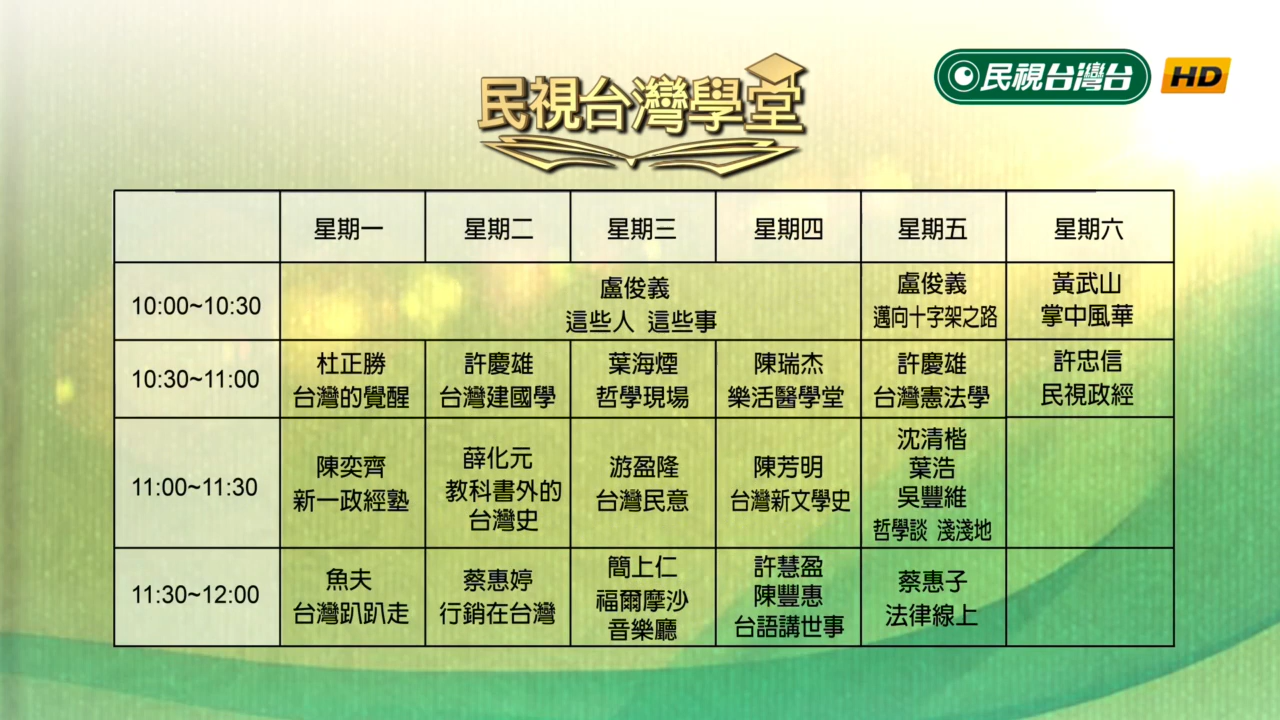 民視台灣學堂
民視台灣台 HD
星期一 星期二 星期三 星期四 星期五 星期六
10:00~10:30
盧俊義
這些人 這些事
盧俊義
邁向十字架之路
黃武山
掌中風華
10:30~11:00
杜正勝
台灣的覺醒
許慶雄
台灣建國學
葉海煙
哲學現場
陳瑞杰
樂活醫學堂
許慶雄
台灣憲法學
許忠信
民視政經
11:00~11:30
陳奕齊
新一政經塾
薛化元
教科書外的
台灣史
游盈隆
台灣民意
陳芳明
台灣新文學史
沈清楷
葉浩
吳豐維
哲學談 淺淺地
11:30~12:00
魚夫
台灣趴趴走
蔡惠婷
行銷在台灣
簡上仁
福爾摩沙
音樂廳
許慧盈
陳豐惠
台語講世事
蔡惠子
法律線上